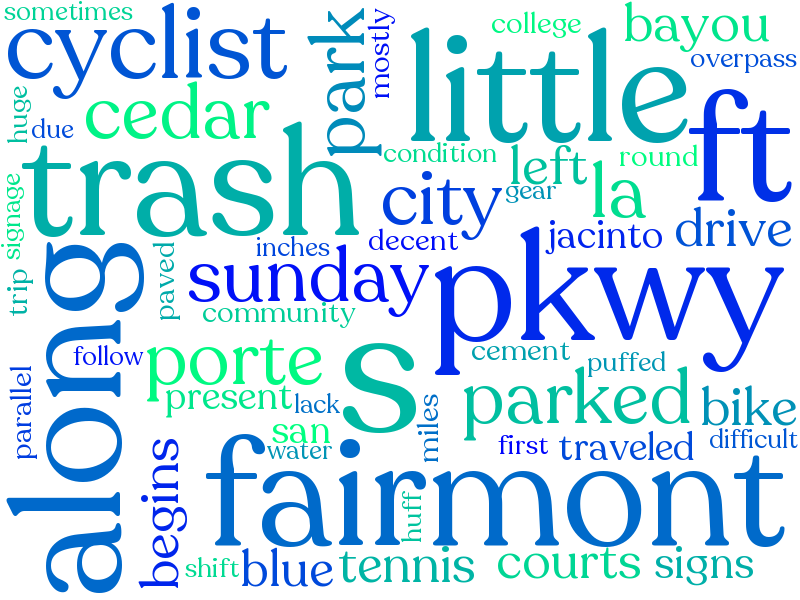 sometimes
cyclist
park
mostly
college
bayou
little
overpass
huge
due
cedar
ft
trash
condition
left
round
signage
city
gear
la
jacinto
drive
along
inches
decent
trip
paved
sunday
pkwy
community
follow
porte
s
cement
puffed
parallel
present
lack
parked
bike
san
miles
water
first
traveled
difficult
begins
fairmont
huff
shift
blue
tennis
courts
signs